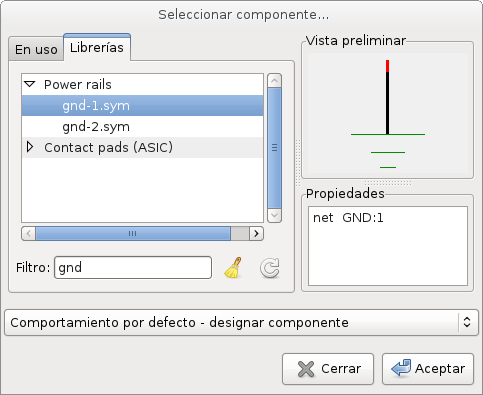 Seleccionar componente...
En uso
Librerías
Power rails
gnd-1.sym
gnd-2.sym
Contact pads (ASIC)
Filtro: gnd
Vista preliminar
Propiedades
net GND:1
Comportamiento por defecto - designar componente
Cerrar
Aceptar